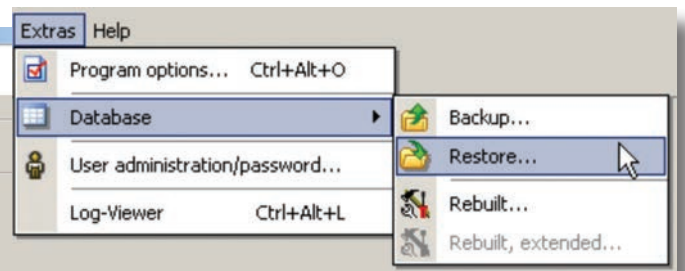 Extras Help
Program options... Ctrl+Alt+O
Database
Backup...
Restore...
User administration/password...
Rebuilt...
Log-Viewer Ctrl+Alt+L
Rebuilt, extended...